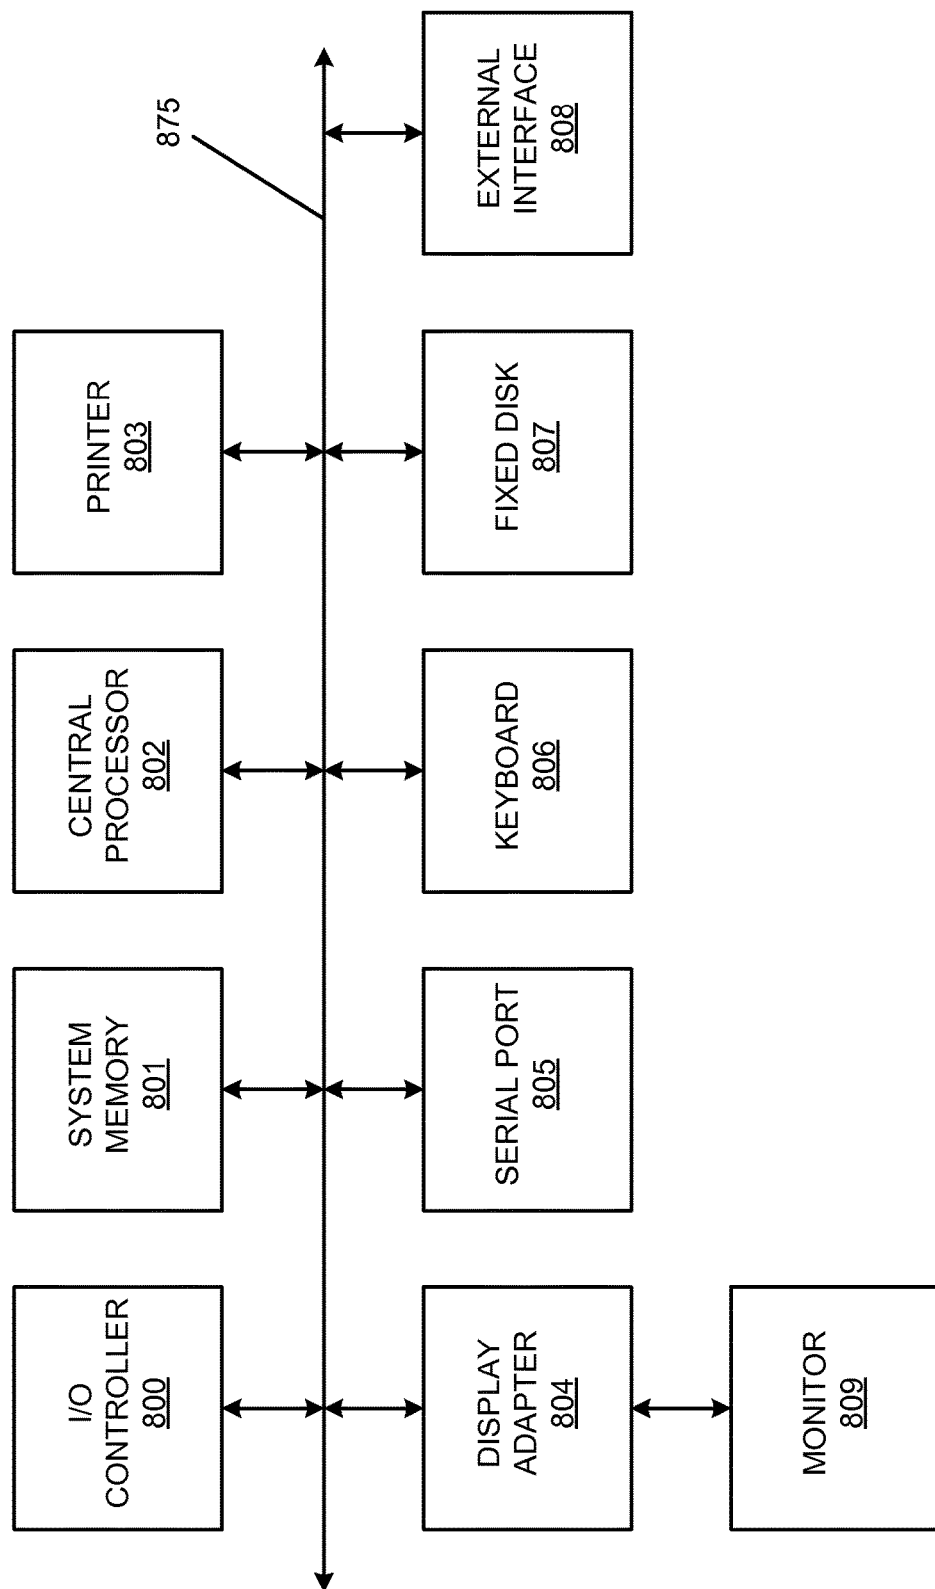 I/O
CONTROLLER
800
SYSTEM
MEMORY
801
CENTRAL
PROCESSOR
802
PRINTER
803
875
DISPLAY
ADAPTER
804
SERIAL PORT
805
KEYBOARD
806
FIXED DISK
807
EXTERNAL
INTERFACE
808
MONITOR
809